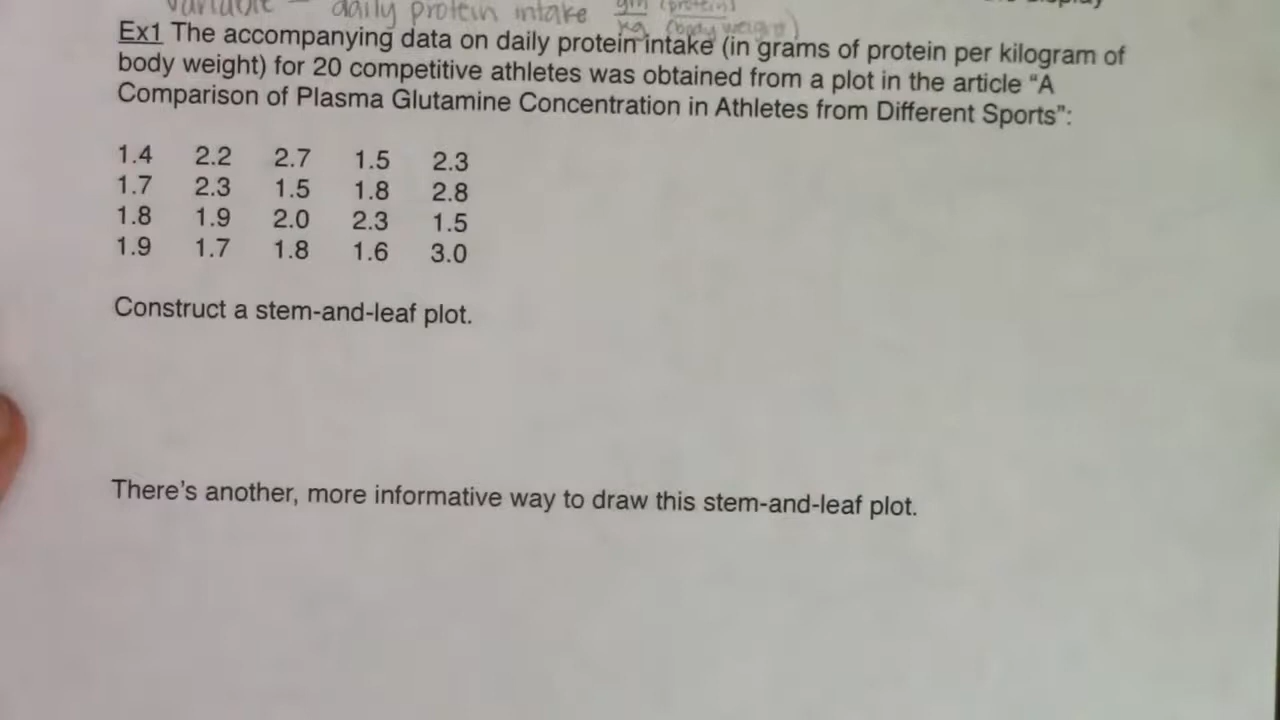 variable – daily protein intake gm (protein)
kg (body weight)
Ex1 The accompanying data on daily protein intake (in grams of protein per kilogram of
body weight) for 20 competitive athletes was obtained from a plot in the article “A
Comparison of Plasma Glutamine Concentration in Athletes from Different Sports”:
1.4 2.2 2.7 1.5 2.3
1.7 2.3 1.5 1.8 2.8
1.8 1.9 2.0 2.3 1.5
1.9 1.7 1.8 1.6 3.0
Construct a stem-and-leaf plot.
There’s another, more informative way to draw this stem-and-leaf plot.